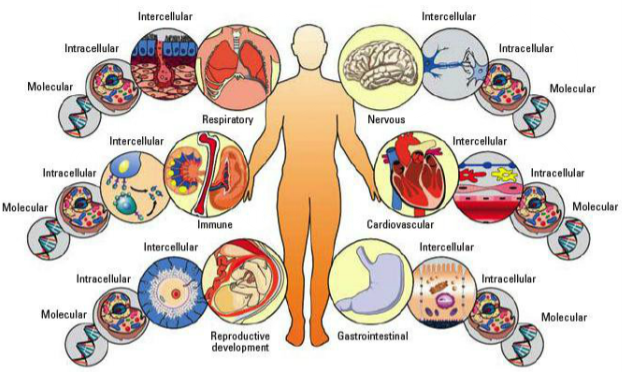 Intercellular
Intracellular
Molecular
Respiratory
Intercellular
Intracellular
Molecular
Nervous
Intercellular
Intracellular
Molecular
Immune
Intercellular
Intracellular
Molecular
Cardiovascular
Intercellular
Intracellular
Molecular
Reproductive
development
Intercellular
Intracellular
Molecular
Gastrointestinal